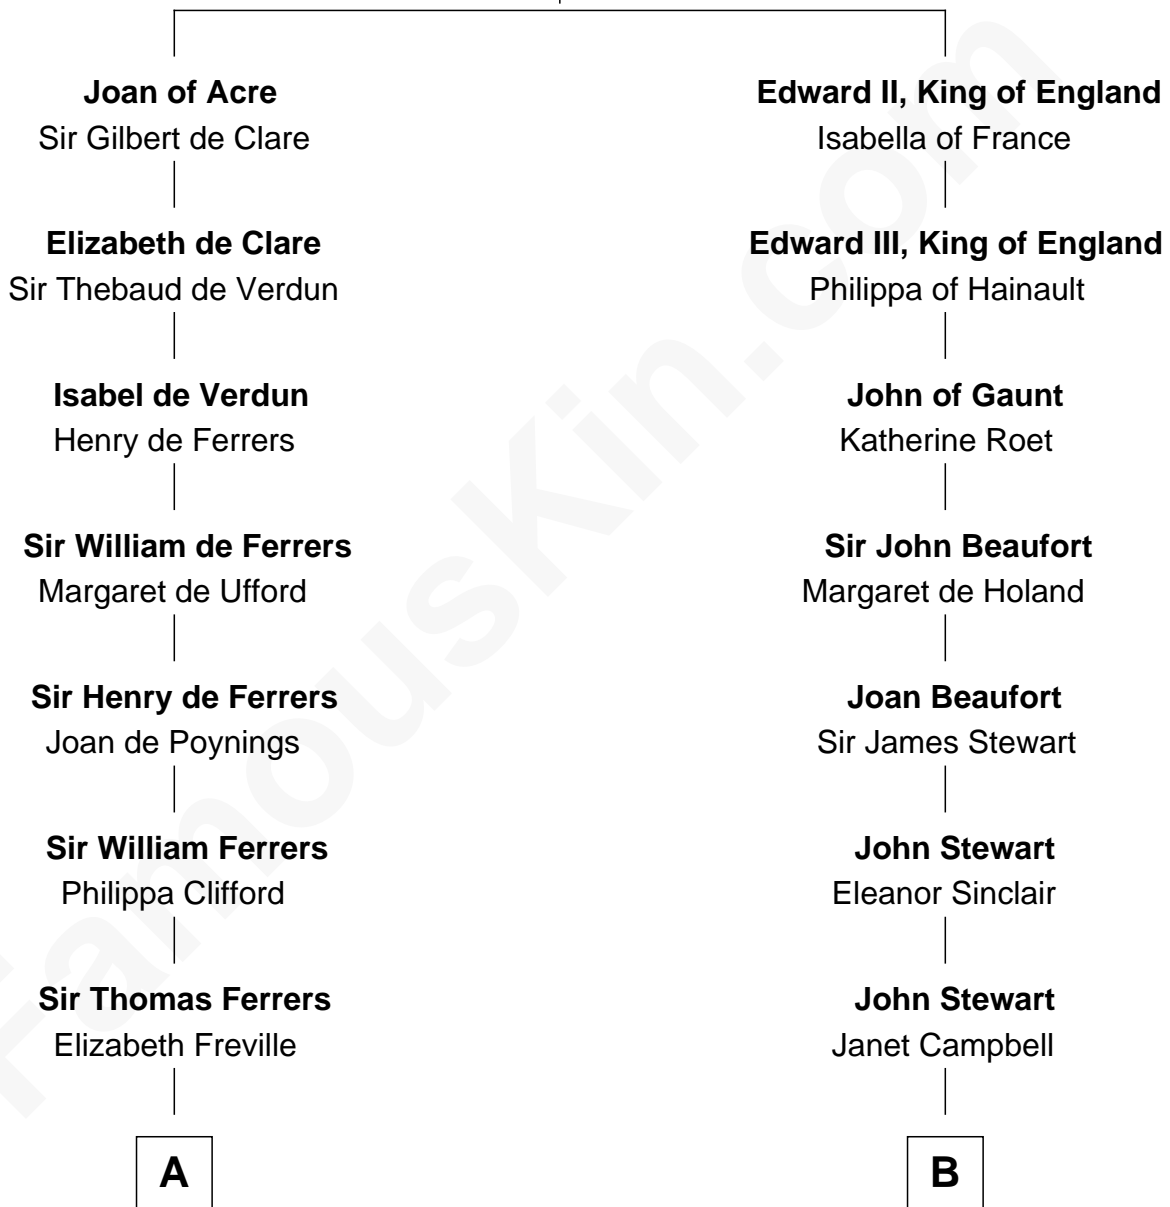 Joan of Acre
Sir Gilbert de Clare
Elizabeth de Clare
Sir Thebaud de Verdun
Isabel de Verdun
Henry de Ferrers
Sir William de Ferrers
Margaret de Ufford
Sir Henry de Ferrers
Joan de Poynings
Sir William Ferrers
Philippa Clifford
Sir Thomas Ferrers
Elizabeth Freville
A
Edward II, King of England
Isabella of France
Edward III, King of England
Philippa of Hainault
John of Gaunt
Katherine Roet
Sir John Beaufort
Margaret de Holand
Joan Beaufort
Sir James Stewart
John Stewart
Eleanor Sinclair
John Stewart
Janet Campbell
B
FamousKin.com